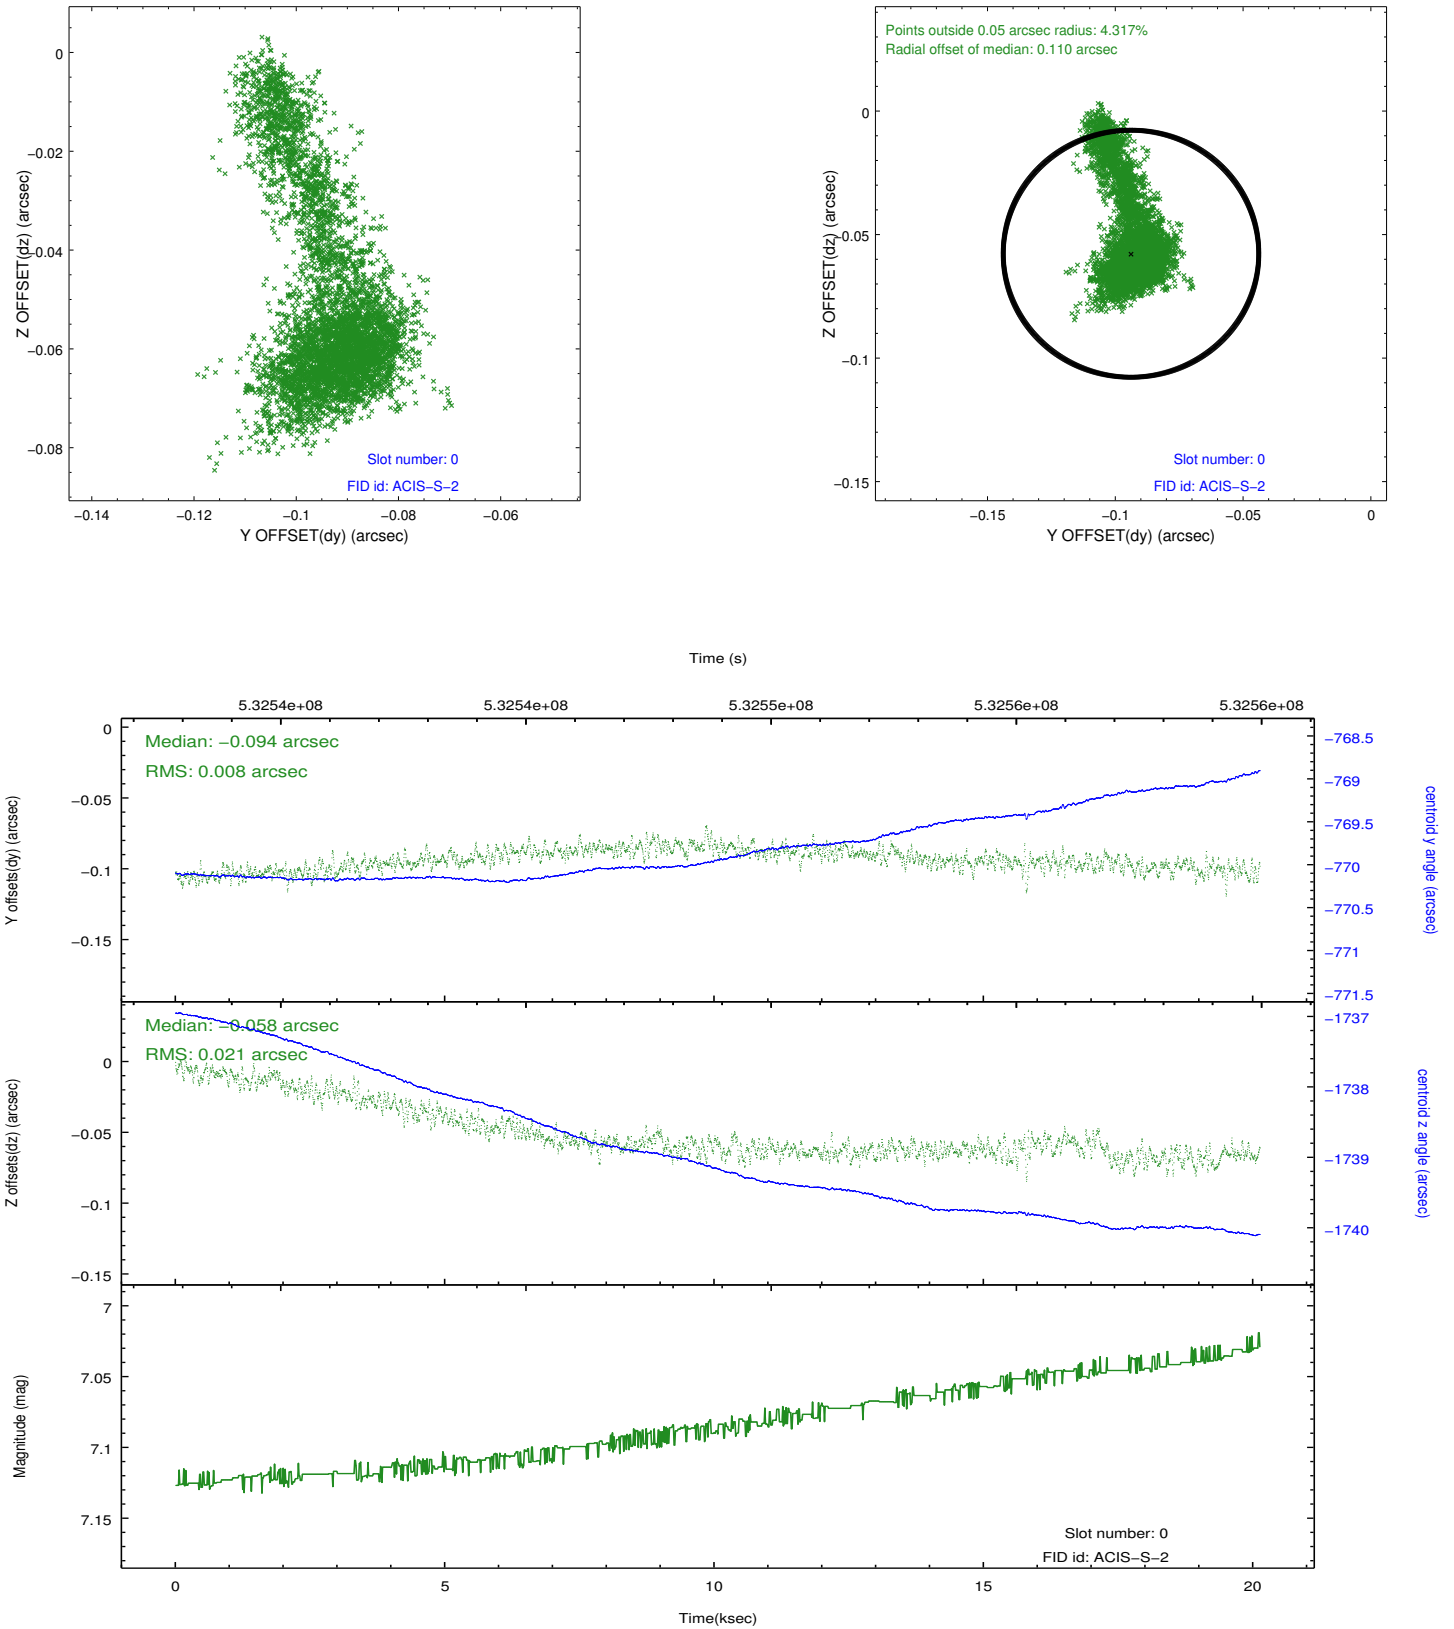 0
−0.02
−0.04
−0.06
−0.08
Z OFFSET(dz) (arcsec)
Slot number: 0
FID id: ACIS−S−2
−0.14
−0.12
−0.1
−0.08
−0.06
Y OFFSET(dy) (arcsec)
Points outside 0.05 arcsec radius: 4.317%
Radial offset of median: 0.110 arcsec
0
−0.05
−0.1
−0.15
Z OFFSET(dz) (arcsec)
Slot number: 0
FID id: ACIS−S−2
−0.15
−0.1
−0.05
0
Y OFFSET(dy) (arcsec)
Time (s)
5.3254e+08
5.3254e+08
5.3255e+08
5.3256e+08
5.3256e+08
Median: −0.094 arcsec
RMS: 0.008 arcsec
0
−0.05
−0.1
−0.15
Y offsets(dy) (arcsec)
−768.5
−769
−769.5
−770
−770.5
−771
−771.5
centroid y angle (arcsec)
Median: −0.058 arcsec
RMS: 0.021 arcsec
0
−0.05
−0.1
−0.15
Z offsets(dz) (arcsec)
−1737
−1738
−1739
−1740
centroid z angle (arcsec)
7
7.05
7.1
7.15
Magnitude (mag)
Slot number: 0
FID id: ACIS−S−2
0
5
10
15
20
Time(ksec)